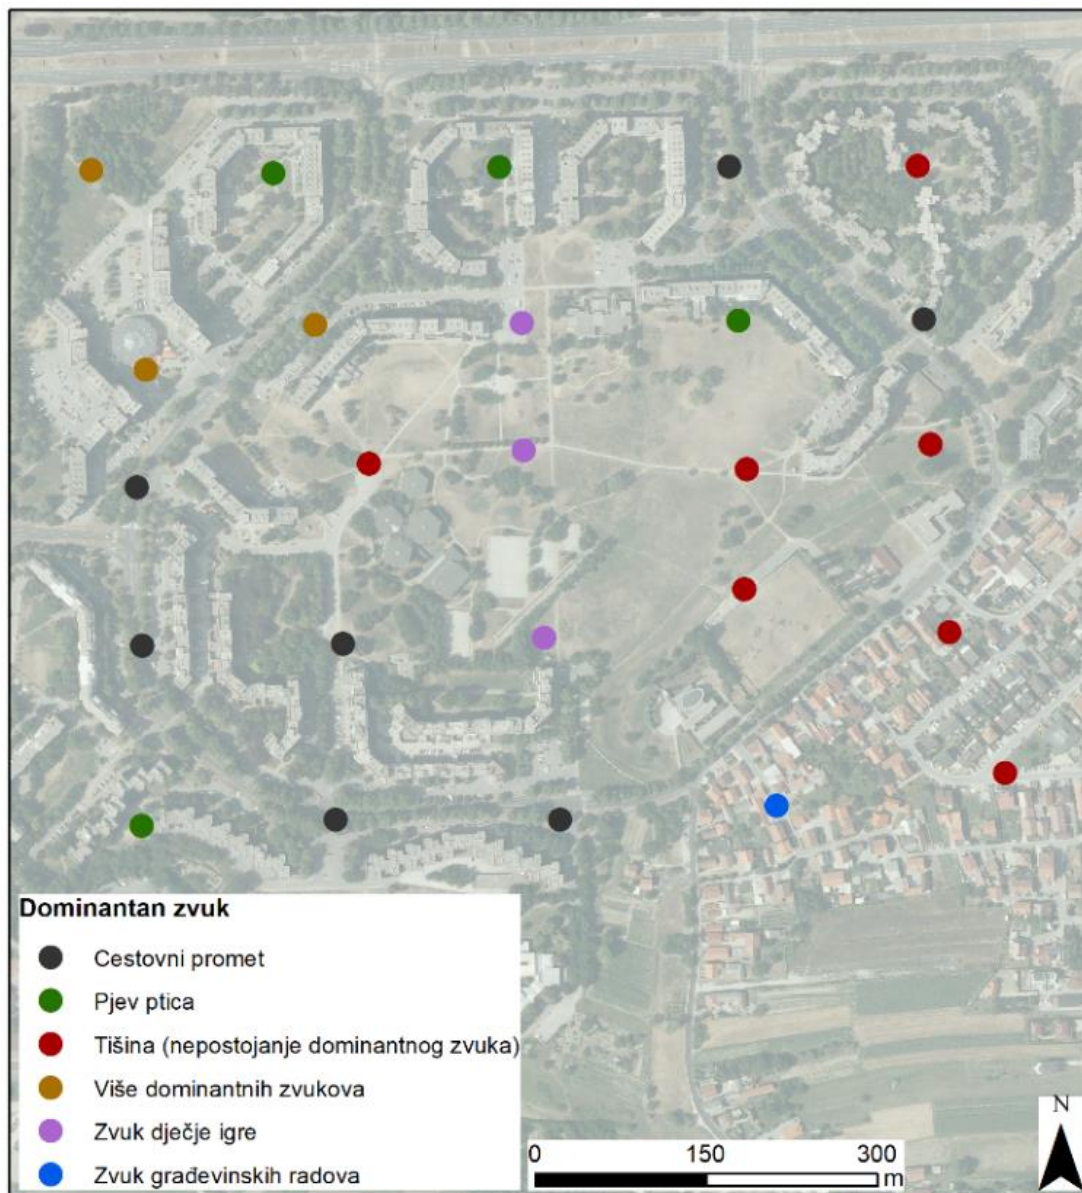 Dominantan zvuk
Cestovni promet
Pjev ptica
Tišina (nepostojanje dominantnog zvuka)
Više dominantnih zvukova
Zvuk dječje igre
Zvuk građevinskih radova
0 150 300
m
N